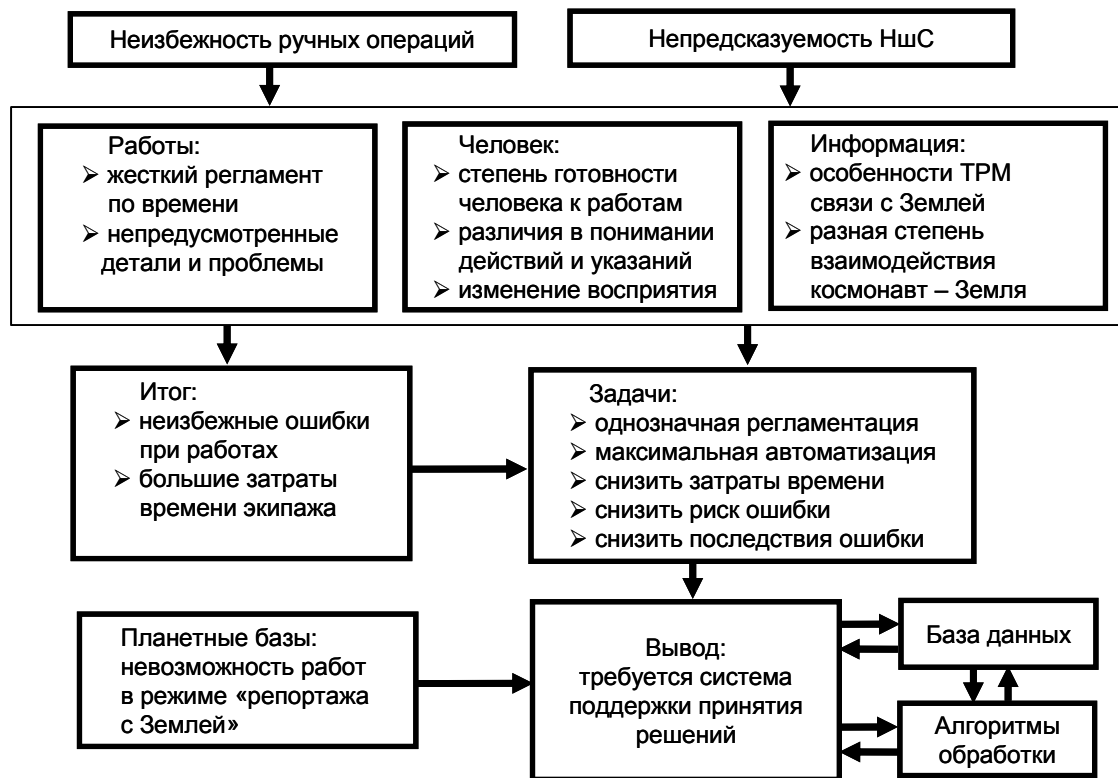 Неизбежность ручных операций
Непредсказуемость НшС
Работы:
➢ жесткий регламент
по времени
➢ непредусмотренные
детали и проблемы
Человек:
➢ степень готовности
человека к работам
➢ различия в понимании
действий и указаний
➢ изменение восприятия
Информация:
➢ особенности ТРМ
связи с Землей
➢ разная степень
взаимодействия
космонавт – Земля
Итог:
➢ неизбежные ошибки
при работах
➢ большие затраты
времени экипажа
Задачи:
➢ однозначная регламентация
➢ максимальная автоматизация
➢ снизить затраты времени
➢ снизить риск ошибки
➢ снизить последствия ошибки
Планетные базы:
невозможность работ
в режиме «репортажа
с Землей»
Вывод:
требуется система
поддержки принятия
решений
База данных
Алгоритмы
обработки